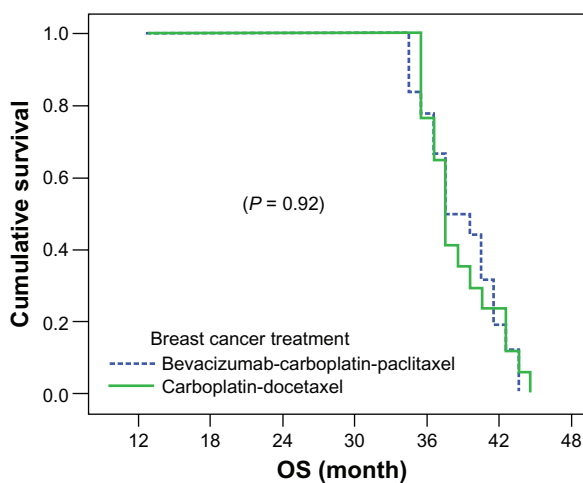 Cumulative survival
1.0
0.8
0.6
0.4
0.2
0.0
(P = 0.92)
Breast cancer treatment
Bevacizumab-carboplatin-paclitaxel
Carboplatin-docetaxel
12 18 24 30 36 42 48
OS (month)